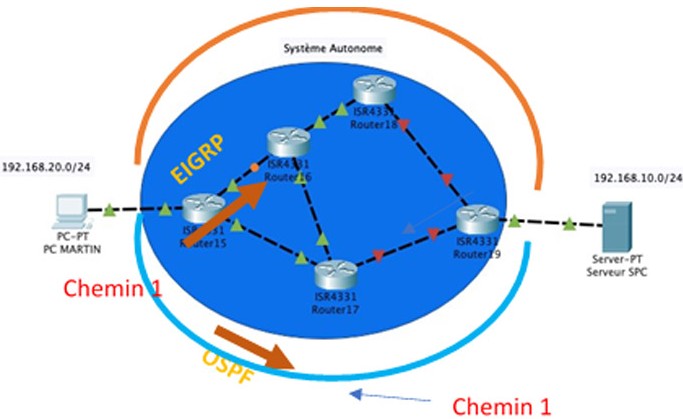 Système Autonome
ISR4331
Router18
EIGRP
192.168.20.0/24
ISR4331
Router16
192.168.10.0/24
PC-PT
PC MARTIN
Router15
ISR4331
Router19
Server-PT
Serveur SPC
Chemin 1
ISR4331
Router17
OSPF
Chemin 1